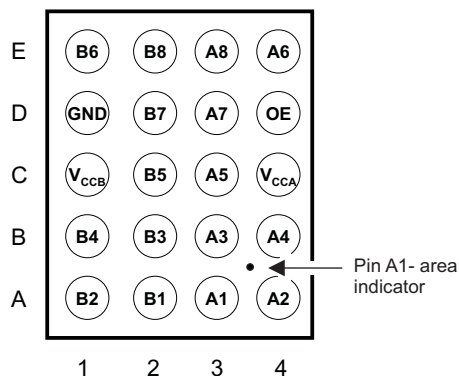 E B6 B8 A8 A6
D GND B7 A7 OE
C VCCB B5 A5 VCCA
B B4 B3 A3 A4
Pin A1- area
indicator
A B2 B1 A1 A2
1 2 3 4